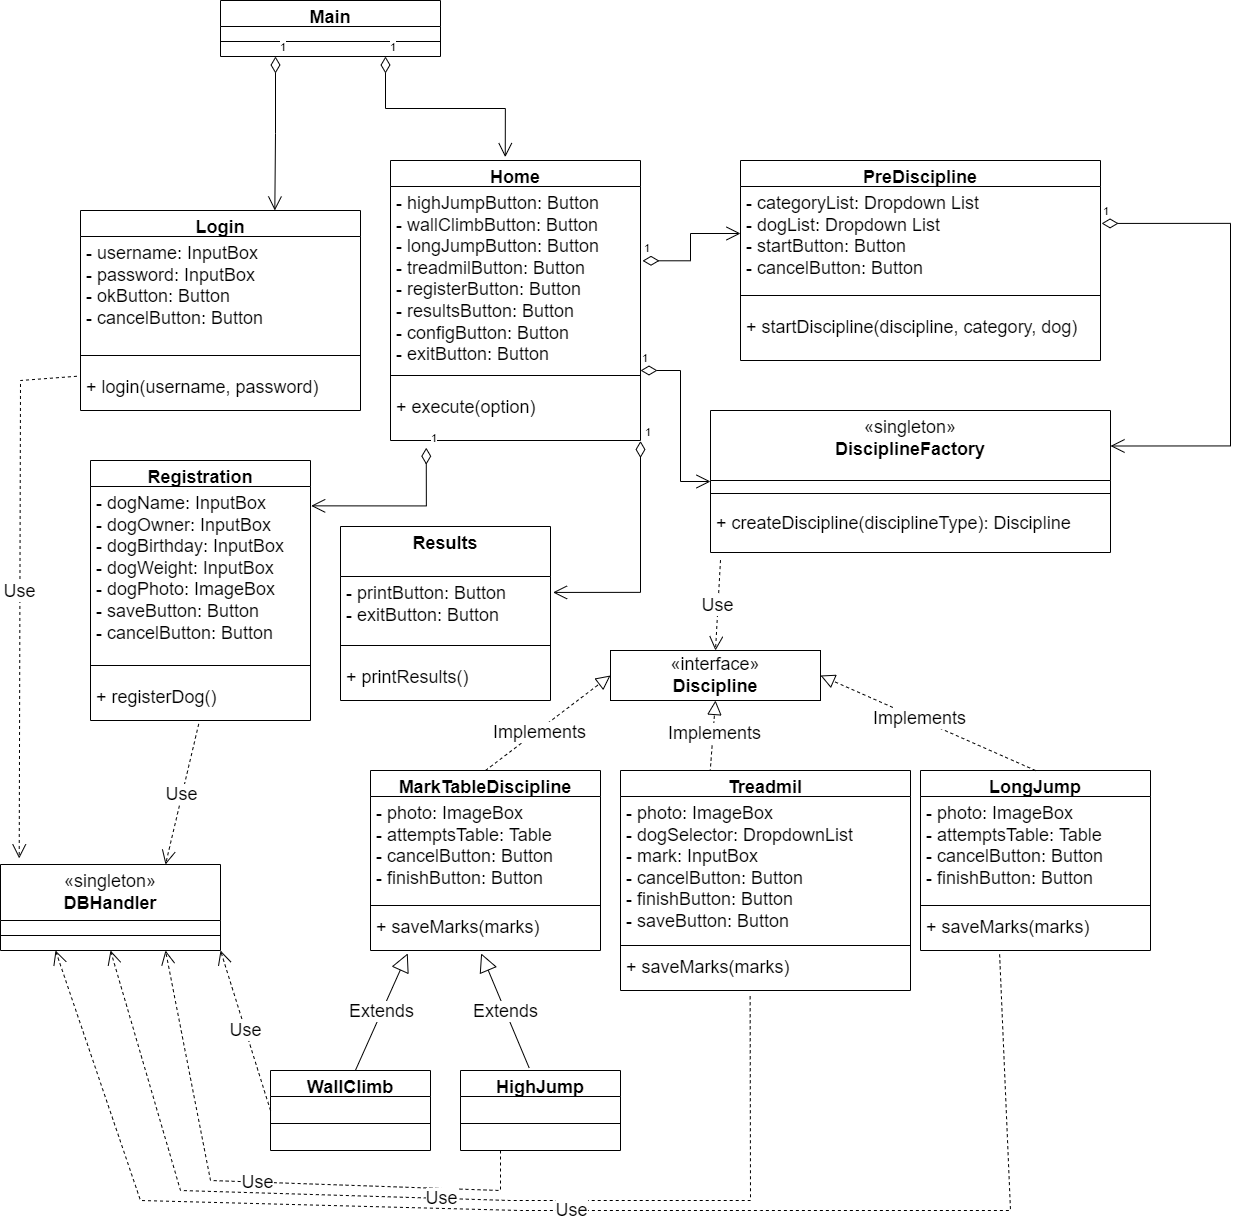 Main
1
1
Home
- highJumpButton: Button
- wallClimbButton: Button
- longJumpButton: Button
- treadmilButton: Button
- registerButton: Button
- resultsButton: Button
- configButton: Button
- exitButton: Button
+ execute(option)
PreDiscipline
- categoryList: Dropdown List
- dogList: Dropdown List
- startButton: Button
- cancelButton: Button
+ startDiscipline(discipline, category, dog)
1
1
1
1
1
Login
- username: InputBox
- password: InputBox
- okButton: Button
- cancelButton: Button
+ login(username, password)
«singleton»
DisciplineFactory
+ createDiscipline(disciplineType): Discipline
Registration
- dogName: InputBox
- dogOwner: InputBox
- dogBirthday: InputBox
- dogWeight: InputBox
- dogPhoto: ImageBox
- saveButton: Button
- cancelButton: Button
+ registerDog()
Results
- printButton: Button
- exitButton: Button
+ printResults()
Use
Use
«interface»
Discipline
Implements
Implements
Implements
Use
MarkTableDiscipline
- photo: ImageBox
- attemptsTable: Table
- cancelButton: Button
- finishButton: Button
+ saveMarks(marks)
Treadmil
- photo: ImageBox
- dogSelector: DropdownList
- mark: InputBox
- cancelButton: Button
- finishButton: Button
- saveButton: Button
+ saveMarks(marks)
LongJump
- photo: ImageBox
- attemptsTable: Table
- cancelButton: Button
- finishButton: Button
+ saveMarks(marks)
«singleton»
DBHandler
Extends
Extends
Use
WallClimb
HighJump
Use
Use
Use